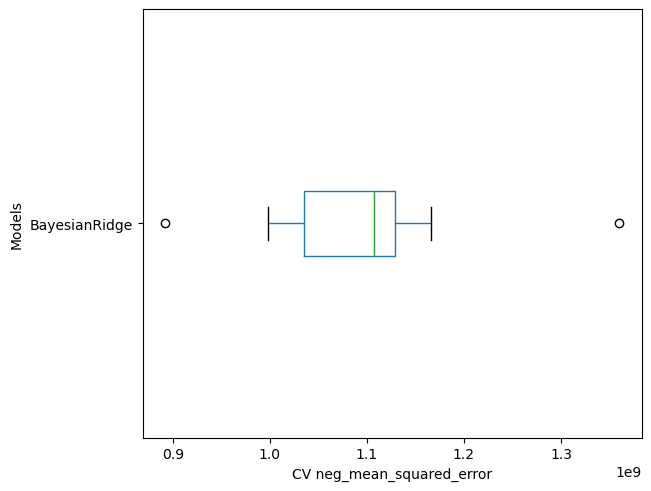 Models
BayesianRidge
0.9 1.0 1.1 1.2 1.3
1e9
CV neg_mean_squared_error